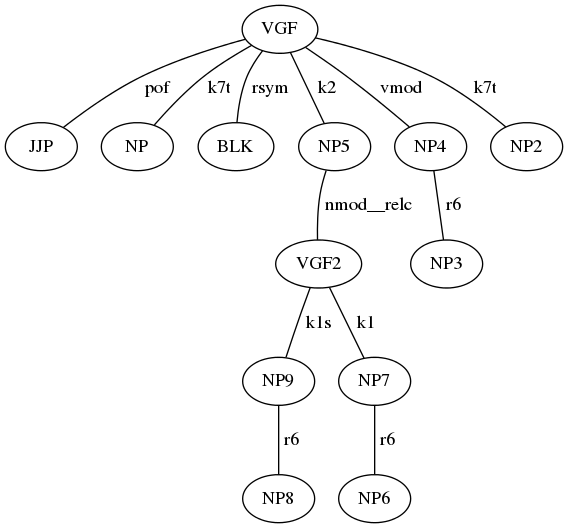 VGF
pof k7t rsym k2 vmod k7t
JJP NP BLK NP5 NP4 NP2
nmod__relc r6
VGF2 NP3
k1s k1
NP9 NP7
r6 r6
NP8 NP6